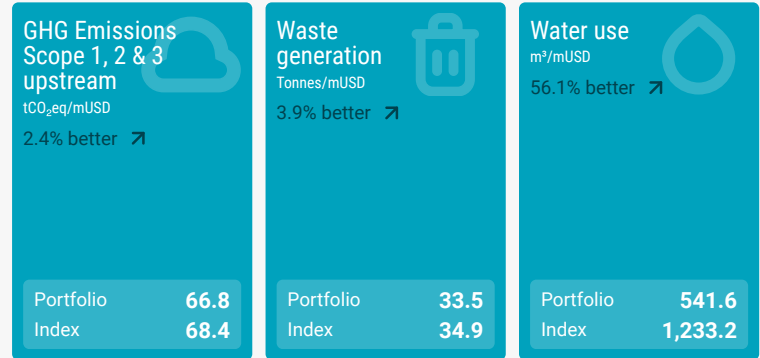 GHG Emissions
Scope 1, 2 & 3
upstream
tCO₂eq/mUSD
2.4% better
Portfolio 66.8
Index 68.4
Waste
generation
Tonnes/mUSD
3.9% better
Portfolio 33.5
Index 34.9
Water use
m³/mUSD
56.1% better
Portfolio 541.6
Index 1,233.2